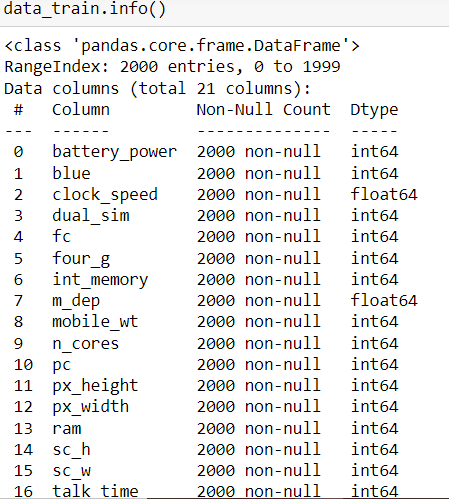 data_train.info()
<class 'pandas.core.frame.DataFrame'>
RangeIndex: 2000 entries, 0 to 1999
Data columns (total 21 columns):
 #   Column         Non-Null Count  Dtype
---  ------         --------------  -----
 0   battery_power  2000 non-null   int64
 1   blue           2000 non-null   int64
 2   clock_speed    2000 non-null   float64
 3   dual_sim       2000 non-null   int64
 4   fc             2000 non-null   int64
 5   four_g         2000 non-null   int64
 6   int_memory     2000 non-null   int64
 7   m_dep          2000 non-null   float64
 8   mobile_wt      2000 non-null   int64
 9   n_cores        2000 non-null   int64
 10  pc             2000 non-null   int64
 11  px_height      2000 non-null   int64
 12  px_width       2000 non-null   int64
 13  ram            2000 non-null   int64
 14  sc_h           2000 non-null   int64
 15  sc_w           2000 non-null   int64
 16  talk_time      2000 non-null   int64